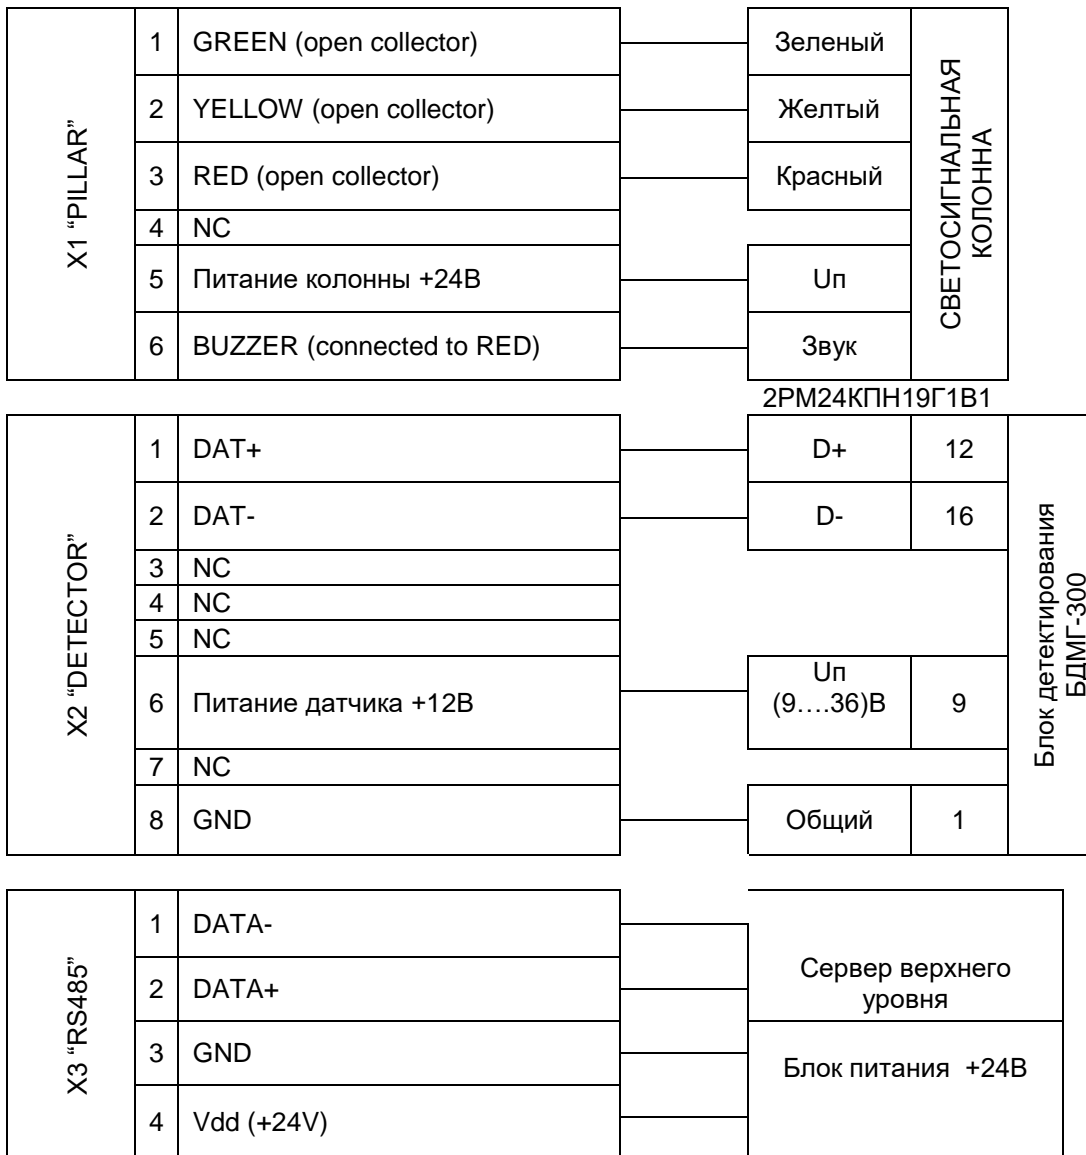 X1 “PILLAR”
1 GREEN (open collector) Зеленый
2 YELLOW (open collector) Желтый
3 RED (open collector) Красный
4 NC
5 Питание колонны +24В Uп
6 BUZZER (connected to RED) Звук
СВЕТОСИГНАЛЬНАЯ
КОЛОННА
2РМ24КПН19Г1В1
X2 “DETECTOR”
1 DAT+ D+ 12
2 DAT- D- 16
3 NC
4 NC
5 NC
6 Питание датчика +12В Uп
(9….36)В 9
7 NC
8 GND Общий 1
Блок детектирования
БДМГ-300
X3 “RS485”
1 DATA-
2 DATA+
3 GND
4 Vdd (+24V)
Сервер верхнего
уровня
Блок питания +24В